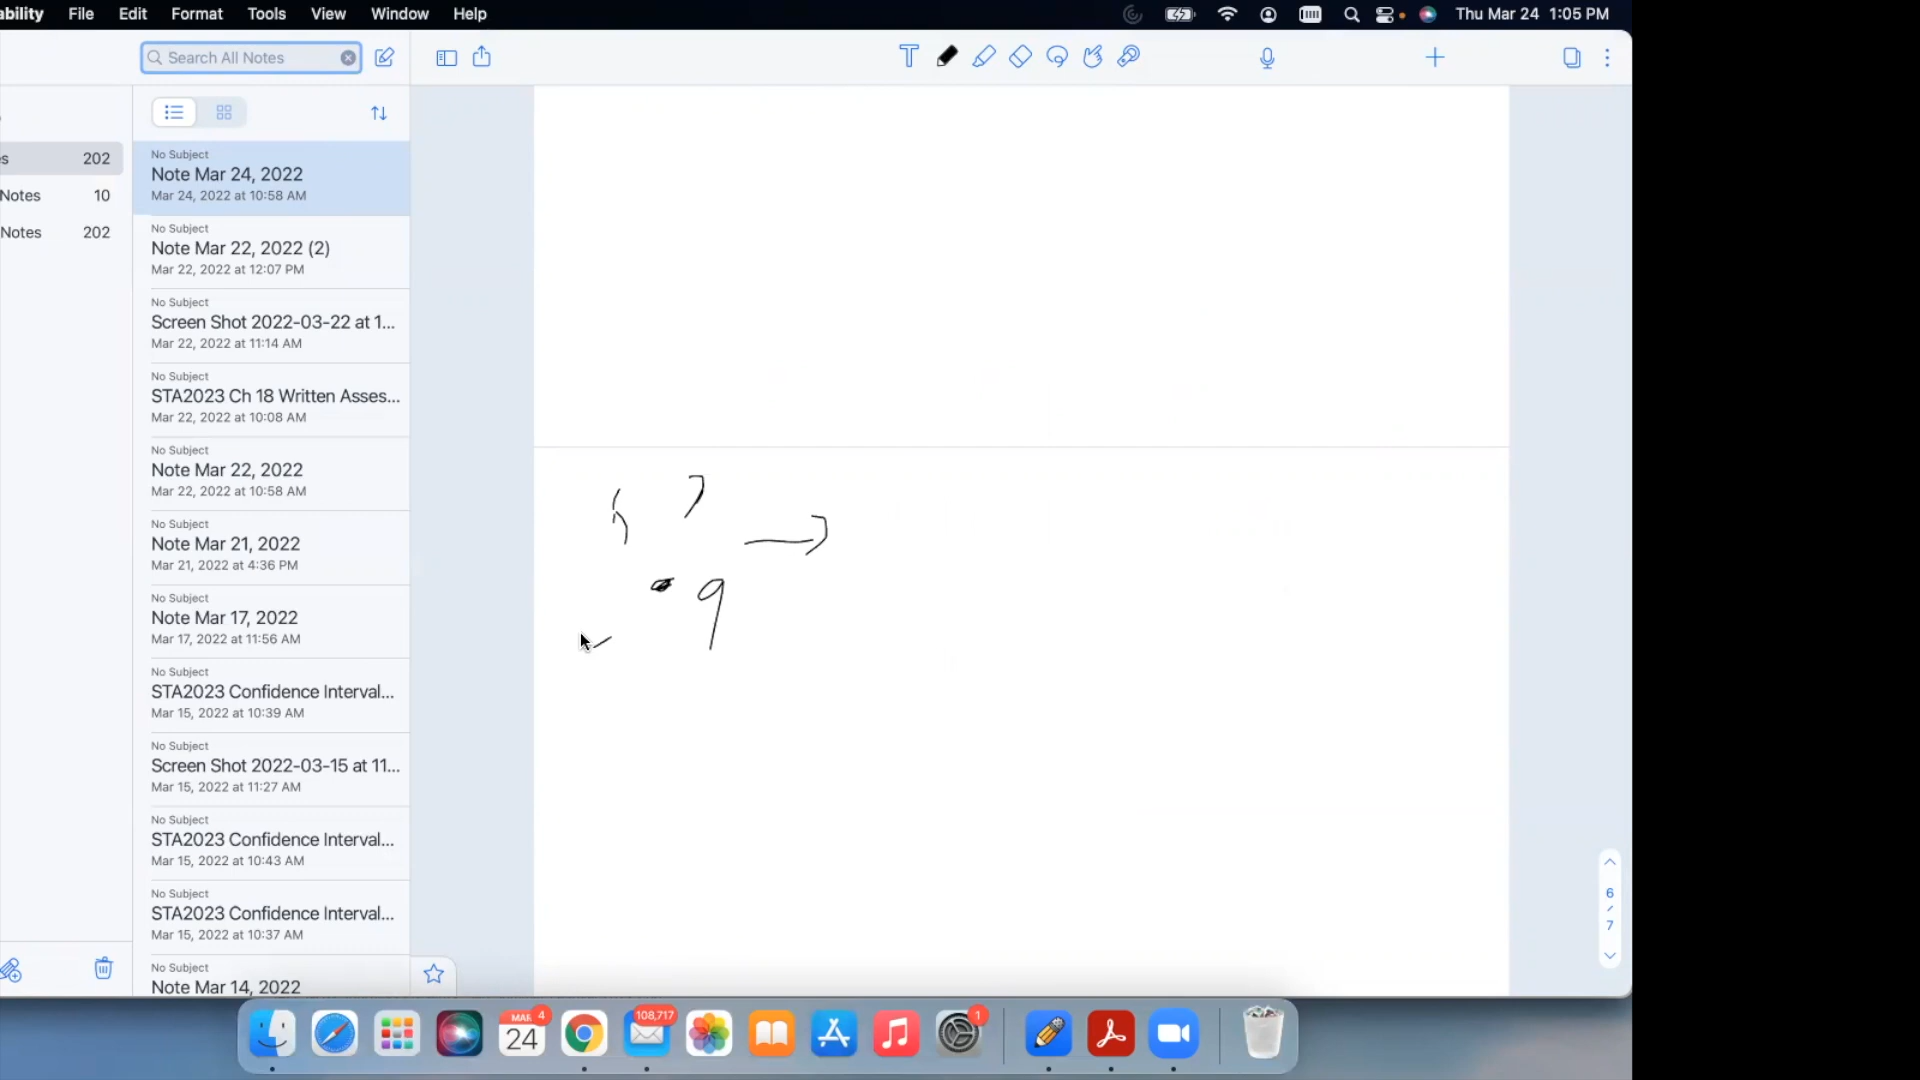 ability File Edit Format Tools View Window Help Thu Mar 24 1:05 PM
Search All Notes
s 202
Notes 10
Notes 202
No Subject
Note Mar 24, 2022
Mar 24, 2022 at 10:58 AM
No Subject
Note Mar 22, 2022 (2)
Mar 22, 2022 at 12:07 PM
No Subject
Screen Shot 2022-03-22 at 1...
Mar 22, 2022 at 11:14 AM
No Subject
STA2023 Ch 18 Written Asses...
Mar 22, 2022 at 10:08 AM
No Subject
Note Mar 22, 2022
Mar 22, 2022 at 10:58 AM
No Subject
Note Mar 21, 2022
Mar 21, 2022 at 4:36 PM
No Subject
Note Mar 17, 2022
Mar 17, 2022 at 11:56 AM
No Subject
STA2023 Confidence Interval...
Mar 15, 2022 at 10:39 AM
No Subject
Screen Shot 2022-03-15 at 11...
Mar 15, 2022 at 11:27 AM
No Subject
STA2023 Confidence Interval...
Mar 15, 2022 at 10:43 AM
No Subject
STA2023 Confidence Interval...
Mar 15, 2022 at 10:37 AM
No Subject
Note Mar 14, 2022
9
6
/
7
MAR 4
24
108,717
1